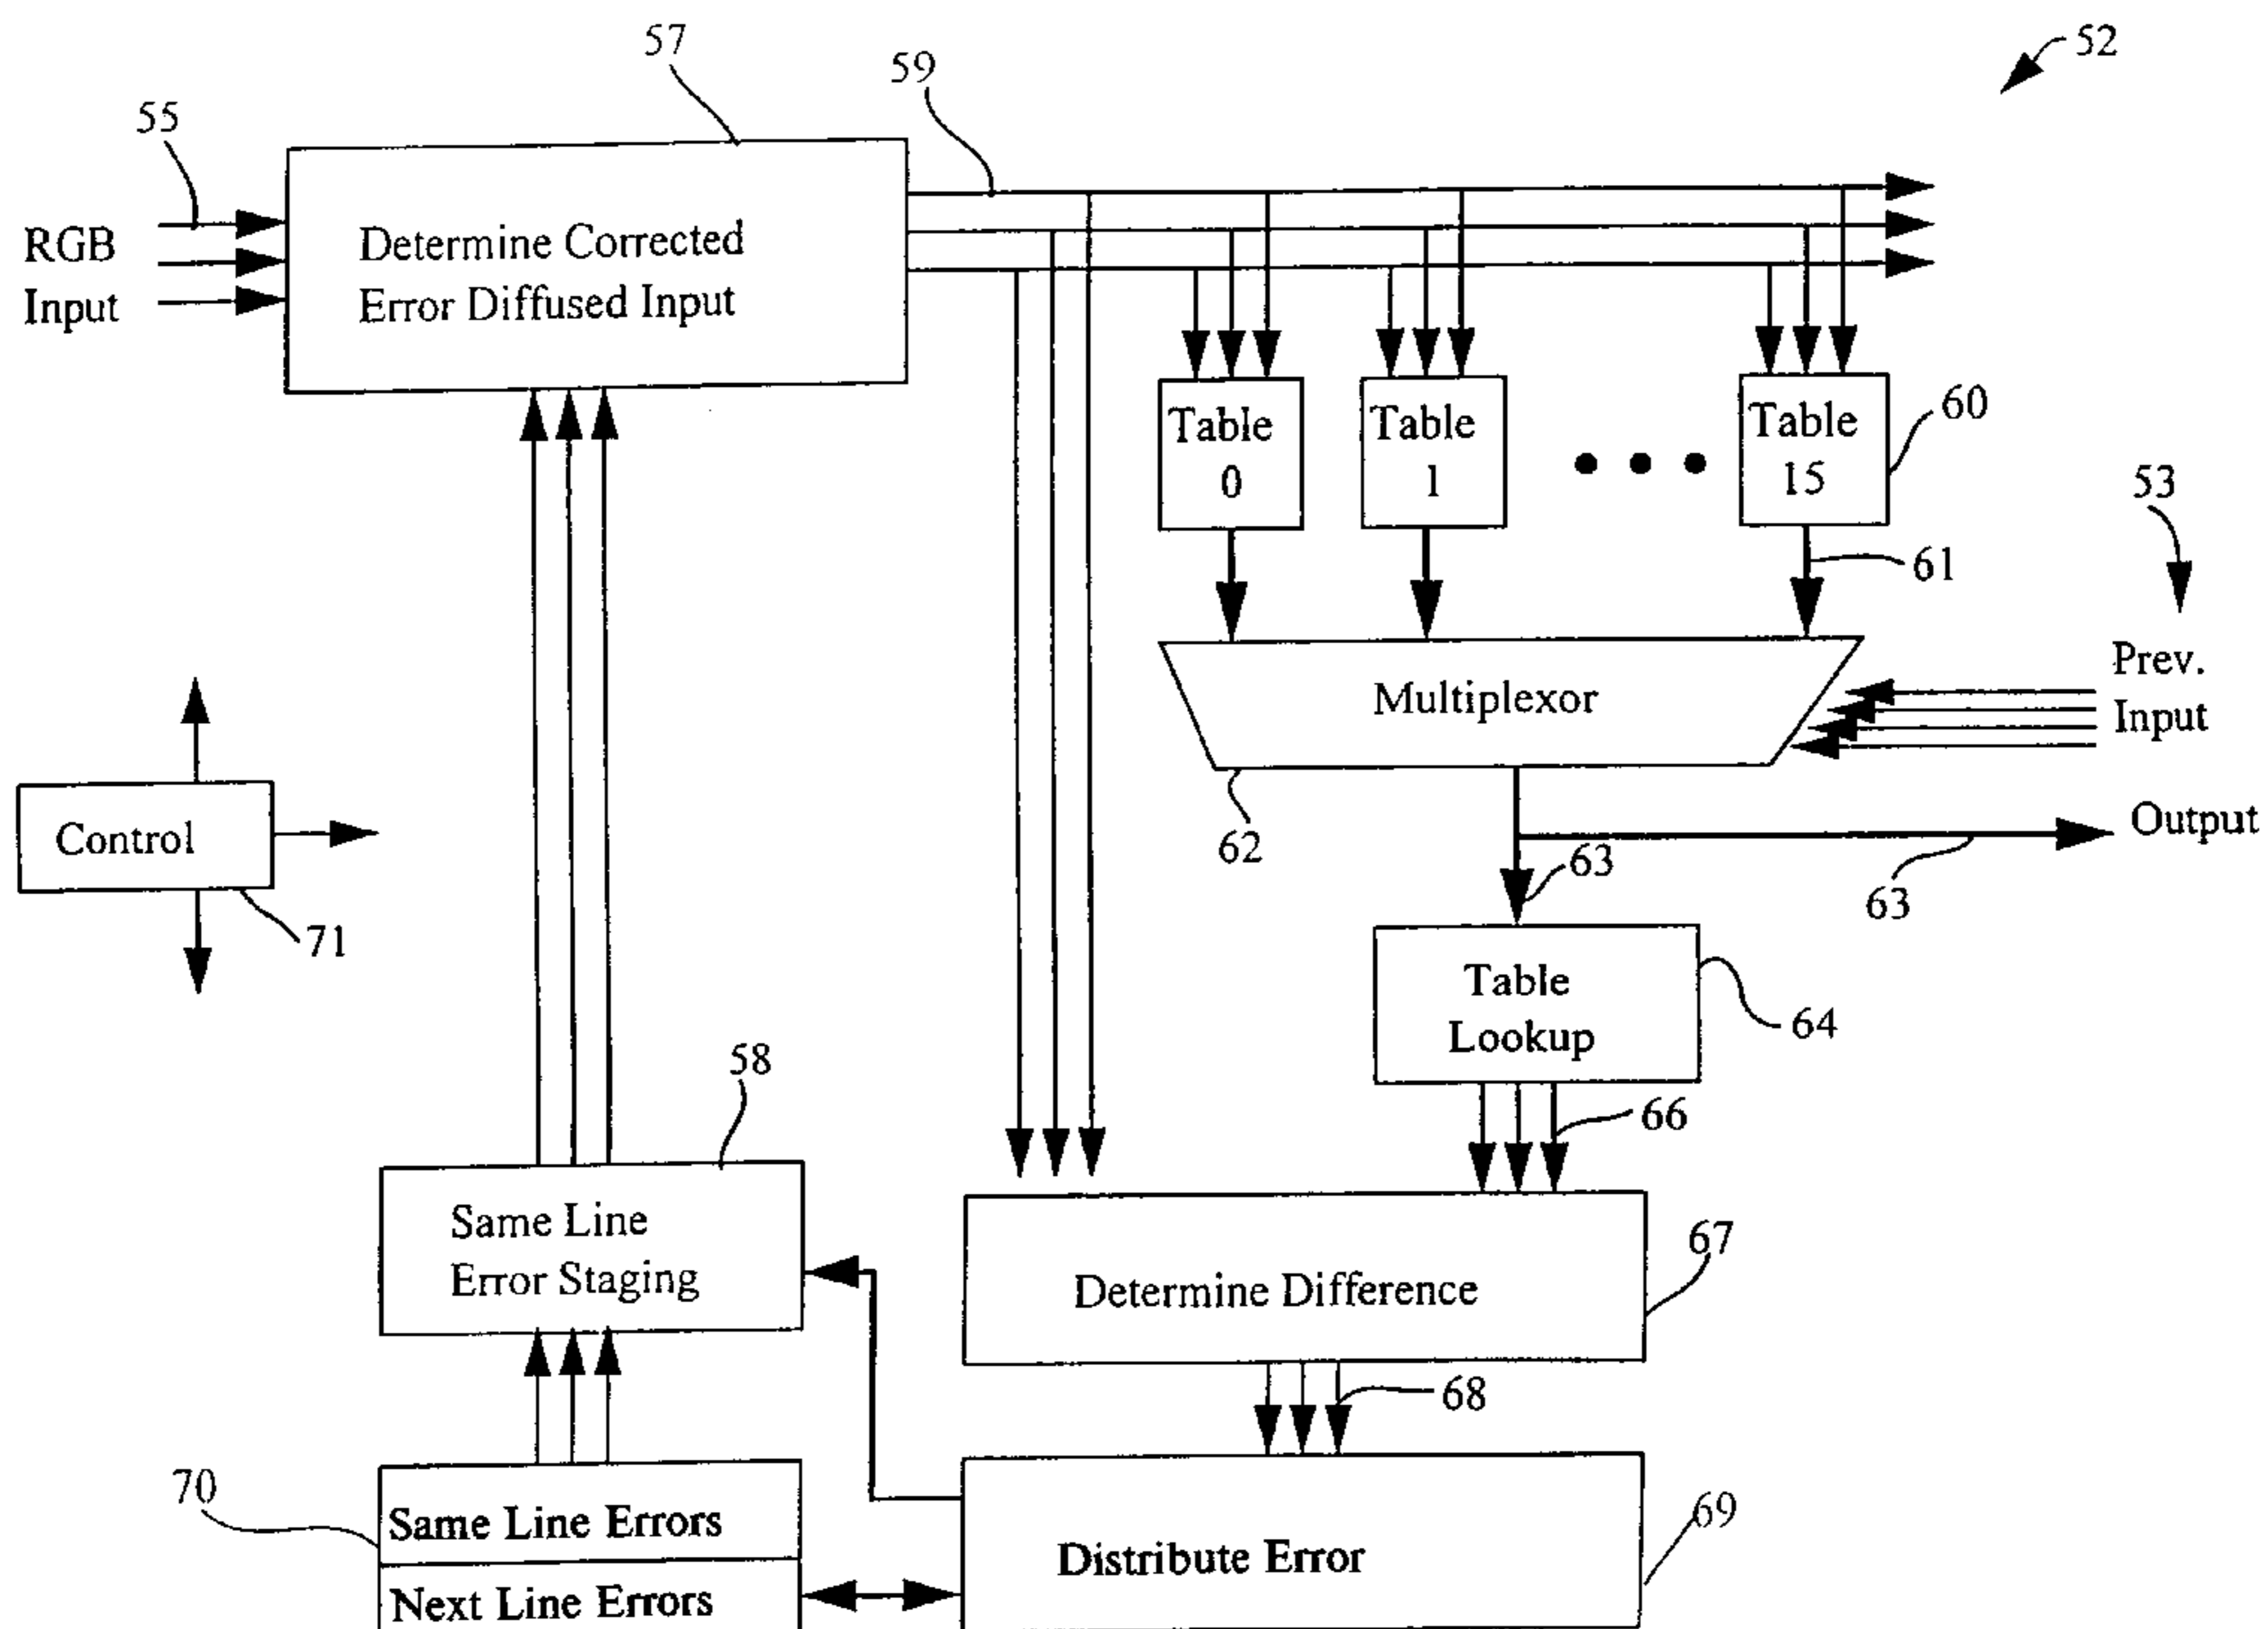 57
59
52
55
RGB
Input
Determine Corrected
Error Diffused Input
Table
0
Table
1
Table
15
60
53
61
Prev.
Input
Multiplexor
62
Output
63
63
Control
71
Table
Lookup
64
58
66
Same Line
Error Staging
67
Determine Difference
68
70
Same Line Errors
Next Line Errors
Distribute Error
69